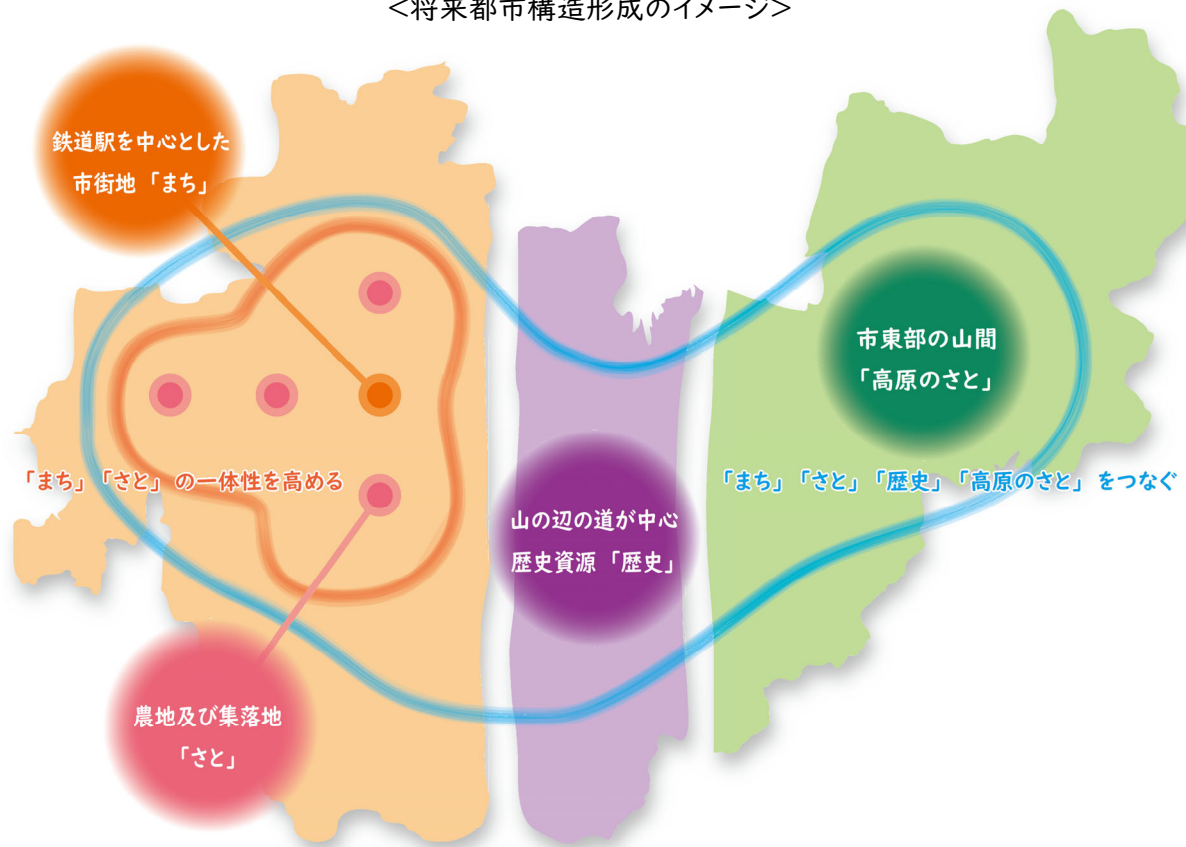 <将来都市構造形成のイメージ>
鉄道駅を中心とした
市街地「まち」
市東部の山間
「高原のさと」
「まち」「さと」の一体性を高める
「まち」「さと」「歴史」「高原のさと」をつなぐ
山の辺の道が中心
歴史資源「歴史」
農地及び集落地
「さと」